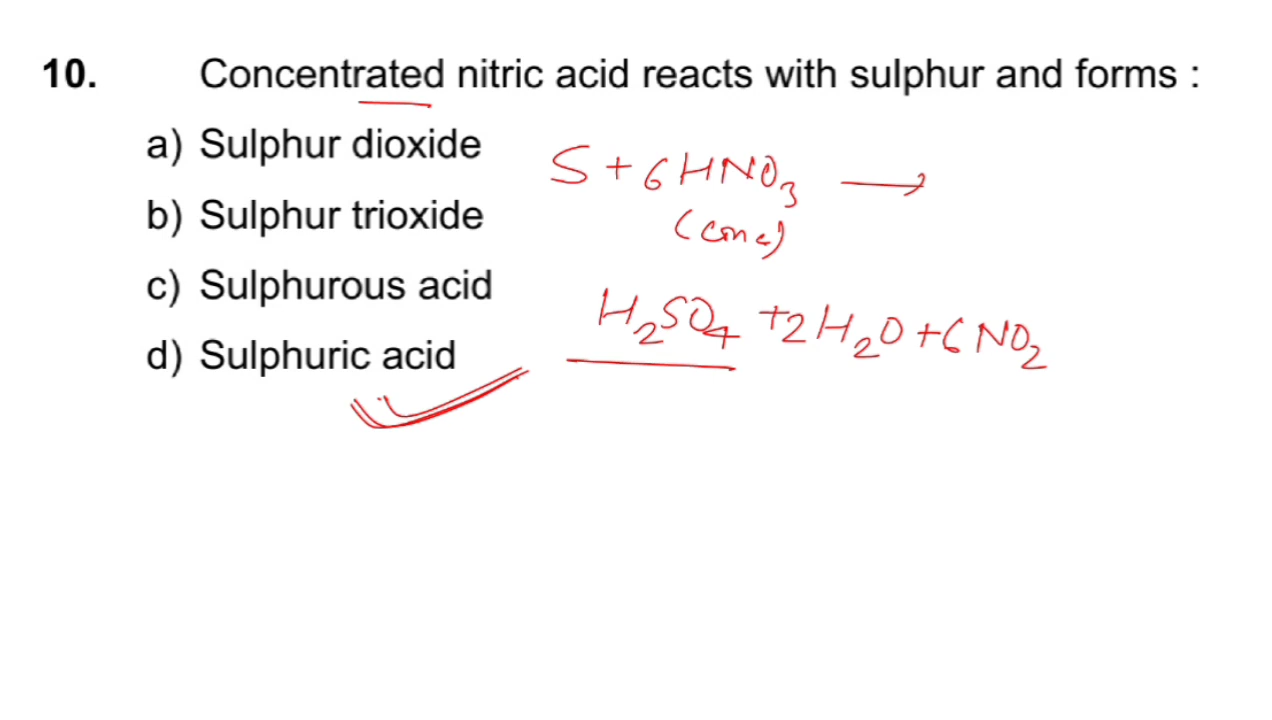 10. Concentrated nitric acid reacts with sulphur and forms :
a) Sulphur dioxide
S + 6HNO3 →
b) Sulphur trioxide
(conc)
c) Sulphurous acid
H2SO4 + 2H2O + 6NO2
d) Sulphuric acid